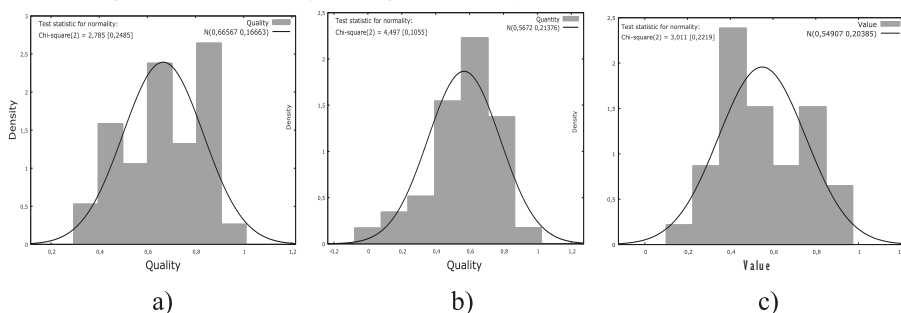 Test statistic for normality:
Chi-square(2) = 2,785 [0,2485]
Quality
N(0,66567 0,16663)
Density
3
2,5
2
1,5
1
0,5
0
0,2 0,4 0,6 0,8 1 1,2
Quality
a)
Test statistic for normality:
Chi-square(2) = 4,497 [0,1055]
Quantity
N(0,5672 0,21376)
Density
2,5
2
1,5
1
0,5
0
-0,2 0 0,2 0,4 0,6 0,8 1 1,2
Quality
b)
Test statistic for normality:
Chi-square(2) = 3,011 [0,2219]
Value
N(0,54907 0,20385)
Density
2,5
2
1,5
1
0,5
0
0 0,2 0,4 0,6 0,8 1
Value
c)